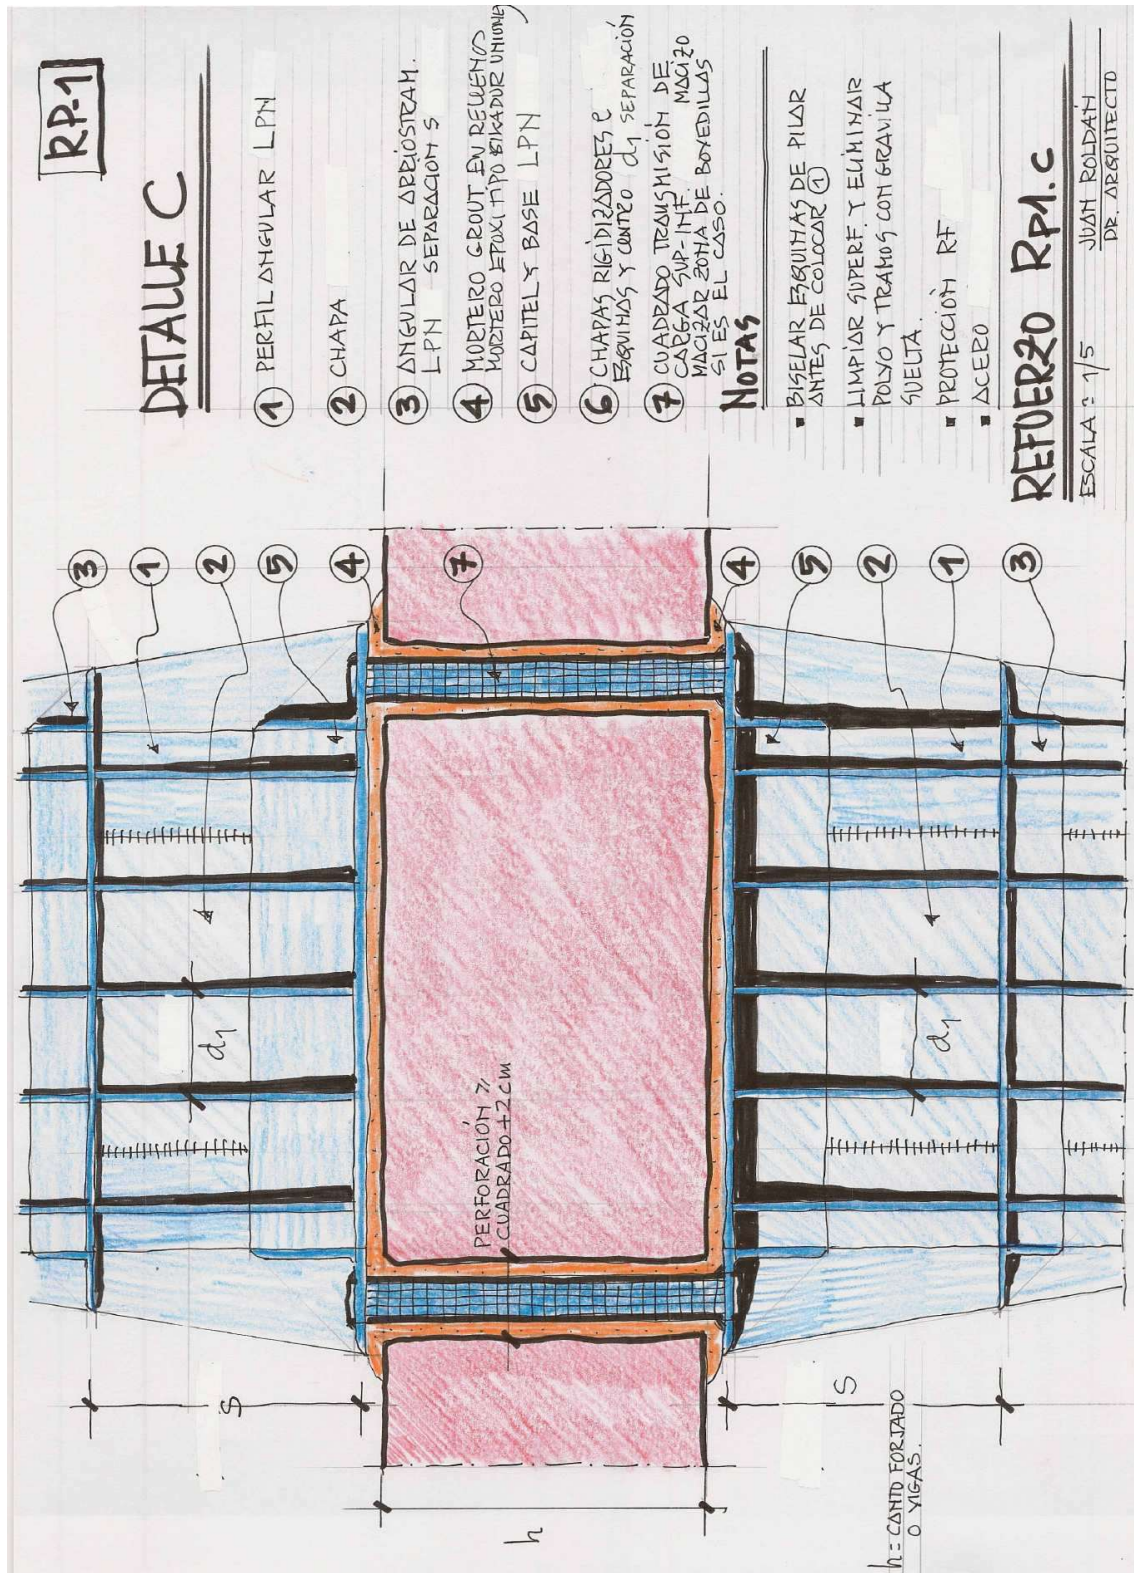 RP-1
DETALLE C
1 PERFIL ANGULAR LPN
2 CHAPA
3 ANGULAR DE ARRIOSTRAM.
LPN SEPARACION S
4 MORTERO GROUT EN RELLENOS
MORTERO EPOXI TIPO SIKADUR UNIONES
5 CAPITEL Y BASE LPN
6 CHAPAS RIGIDIZADORES e
ESQUINAS Y CENTRO d1 SEPARACIÓN
7 CUADRADO TRANSMISIÓN DE
CARGA SUP-INF. MACIZO
MACIZAR ZONA DE BOVEDILLAS
SI ES EL CASO.
NOTAS
▪ BISELAR ESQUINAS DE PILAR
ANTES DE COLOCAR 1
▪ LIMPIAR SUPERF. Y ELIMINAR
POLVO Y TRAMOS CON GRAVILLA
SUELTA.
▪ PROTECCIÓN RF
▪ ACERO
REFUERZO Rp1.c
ESCALA: 1/5
JUAN ROLDÁN
DR. ARQUITECTO
3
1
2
5
4
7
4
5
2
1
3
S
d1
h
PERFORACIÓN ≥
CUADRADO + 2 cm
S
d1
h = CANTO FORJADO
O VIGAS.